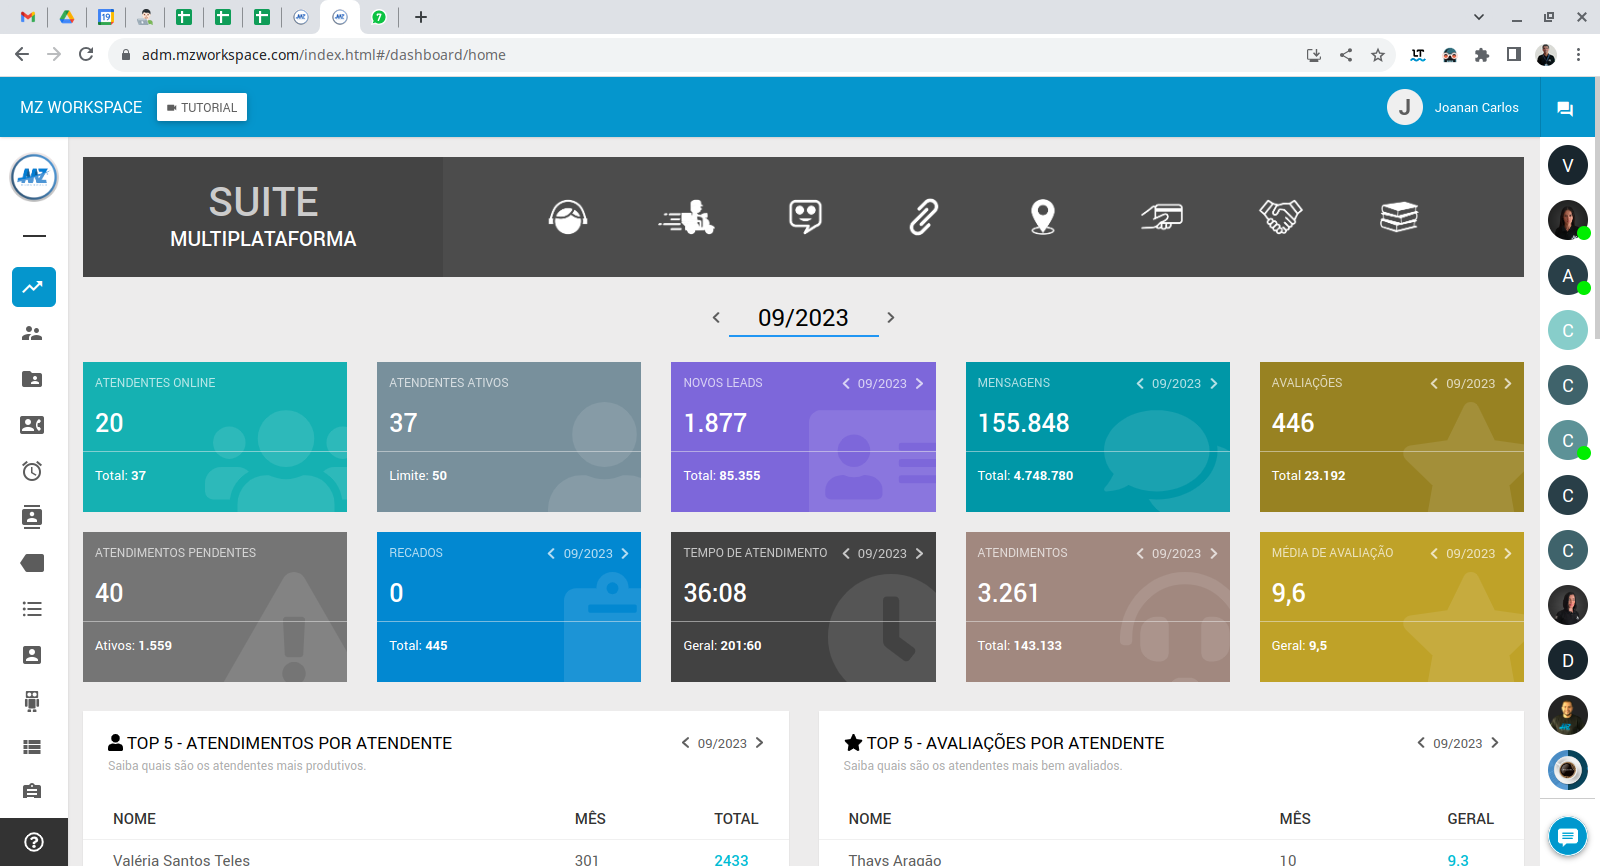 19
7
adm.mzworkspace.com/index.html#/dashboard/home
LT
MZ WORKSPACE
TUTORIAL
J
Joanan Carlos
MZ
SUITE
MULTIPLATAFORMA
09/2023
ATENDENTES ONLINE
20
Total: 37
ATENDENTES ATIVOS
37
Limite: 50
NOVOS LEADS
09/2023
1.877
Total: 85.355
MENSAGENS
09/2023
155.848
Total: 4.748.780
AVALIAÇÕES
09/2023
446
Total 23.192
ATENDIMENTOS PENDENTES
40
Ativos: 1.559
RECADOS
09/2023
0
Total: 445
TEMPO DE ATENDIMENTO
09/2023
36:08
Geral: 201:60
ATENDIMENTOS
09/2023
3.261
Total: 143.133
MÉDIA DE AVALIAÇÃO
09/2023
9,6
Geral: 9,5
TOP 5 - ATENDIMENTOS POR ATENDENTE
09/2023
Saiba quais são os atendentes mais produtivos.
NOME MÊS TOTAL
Valéria Santos Teles 301 2433
TOP 5 - AVALIAÇÕES POR ATENDENTE
09/2023
Saiba quais são os atendentes mais bem avaliados.
NOME MÊS GERAL
Thays Aragão 10 9.3
V
A
C
C
C
C
C
D